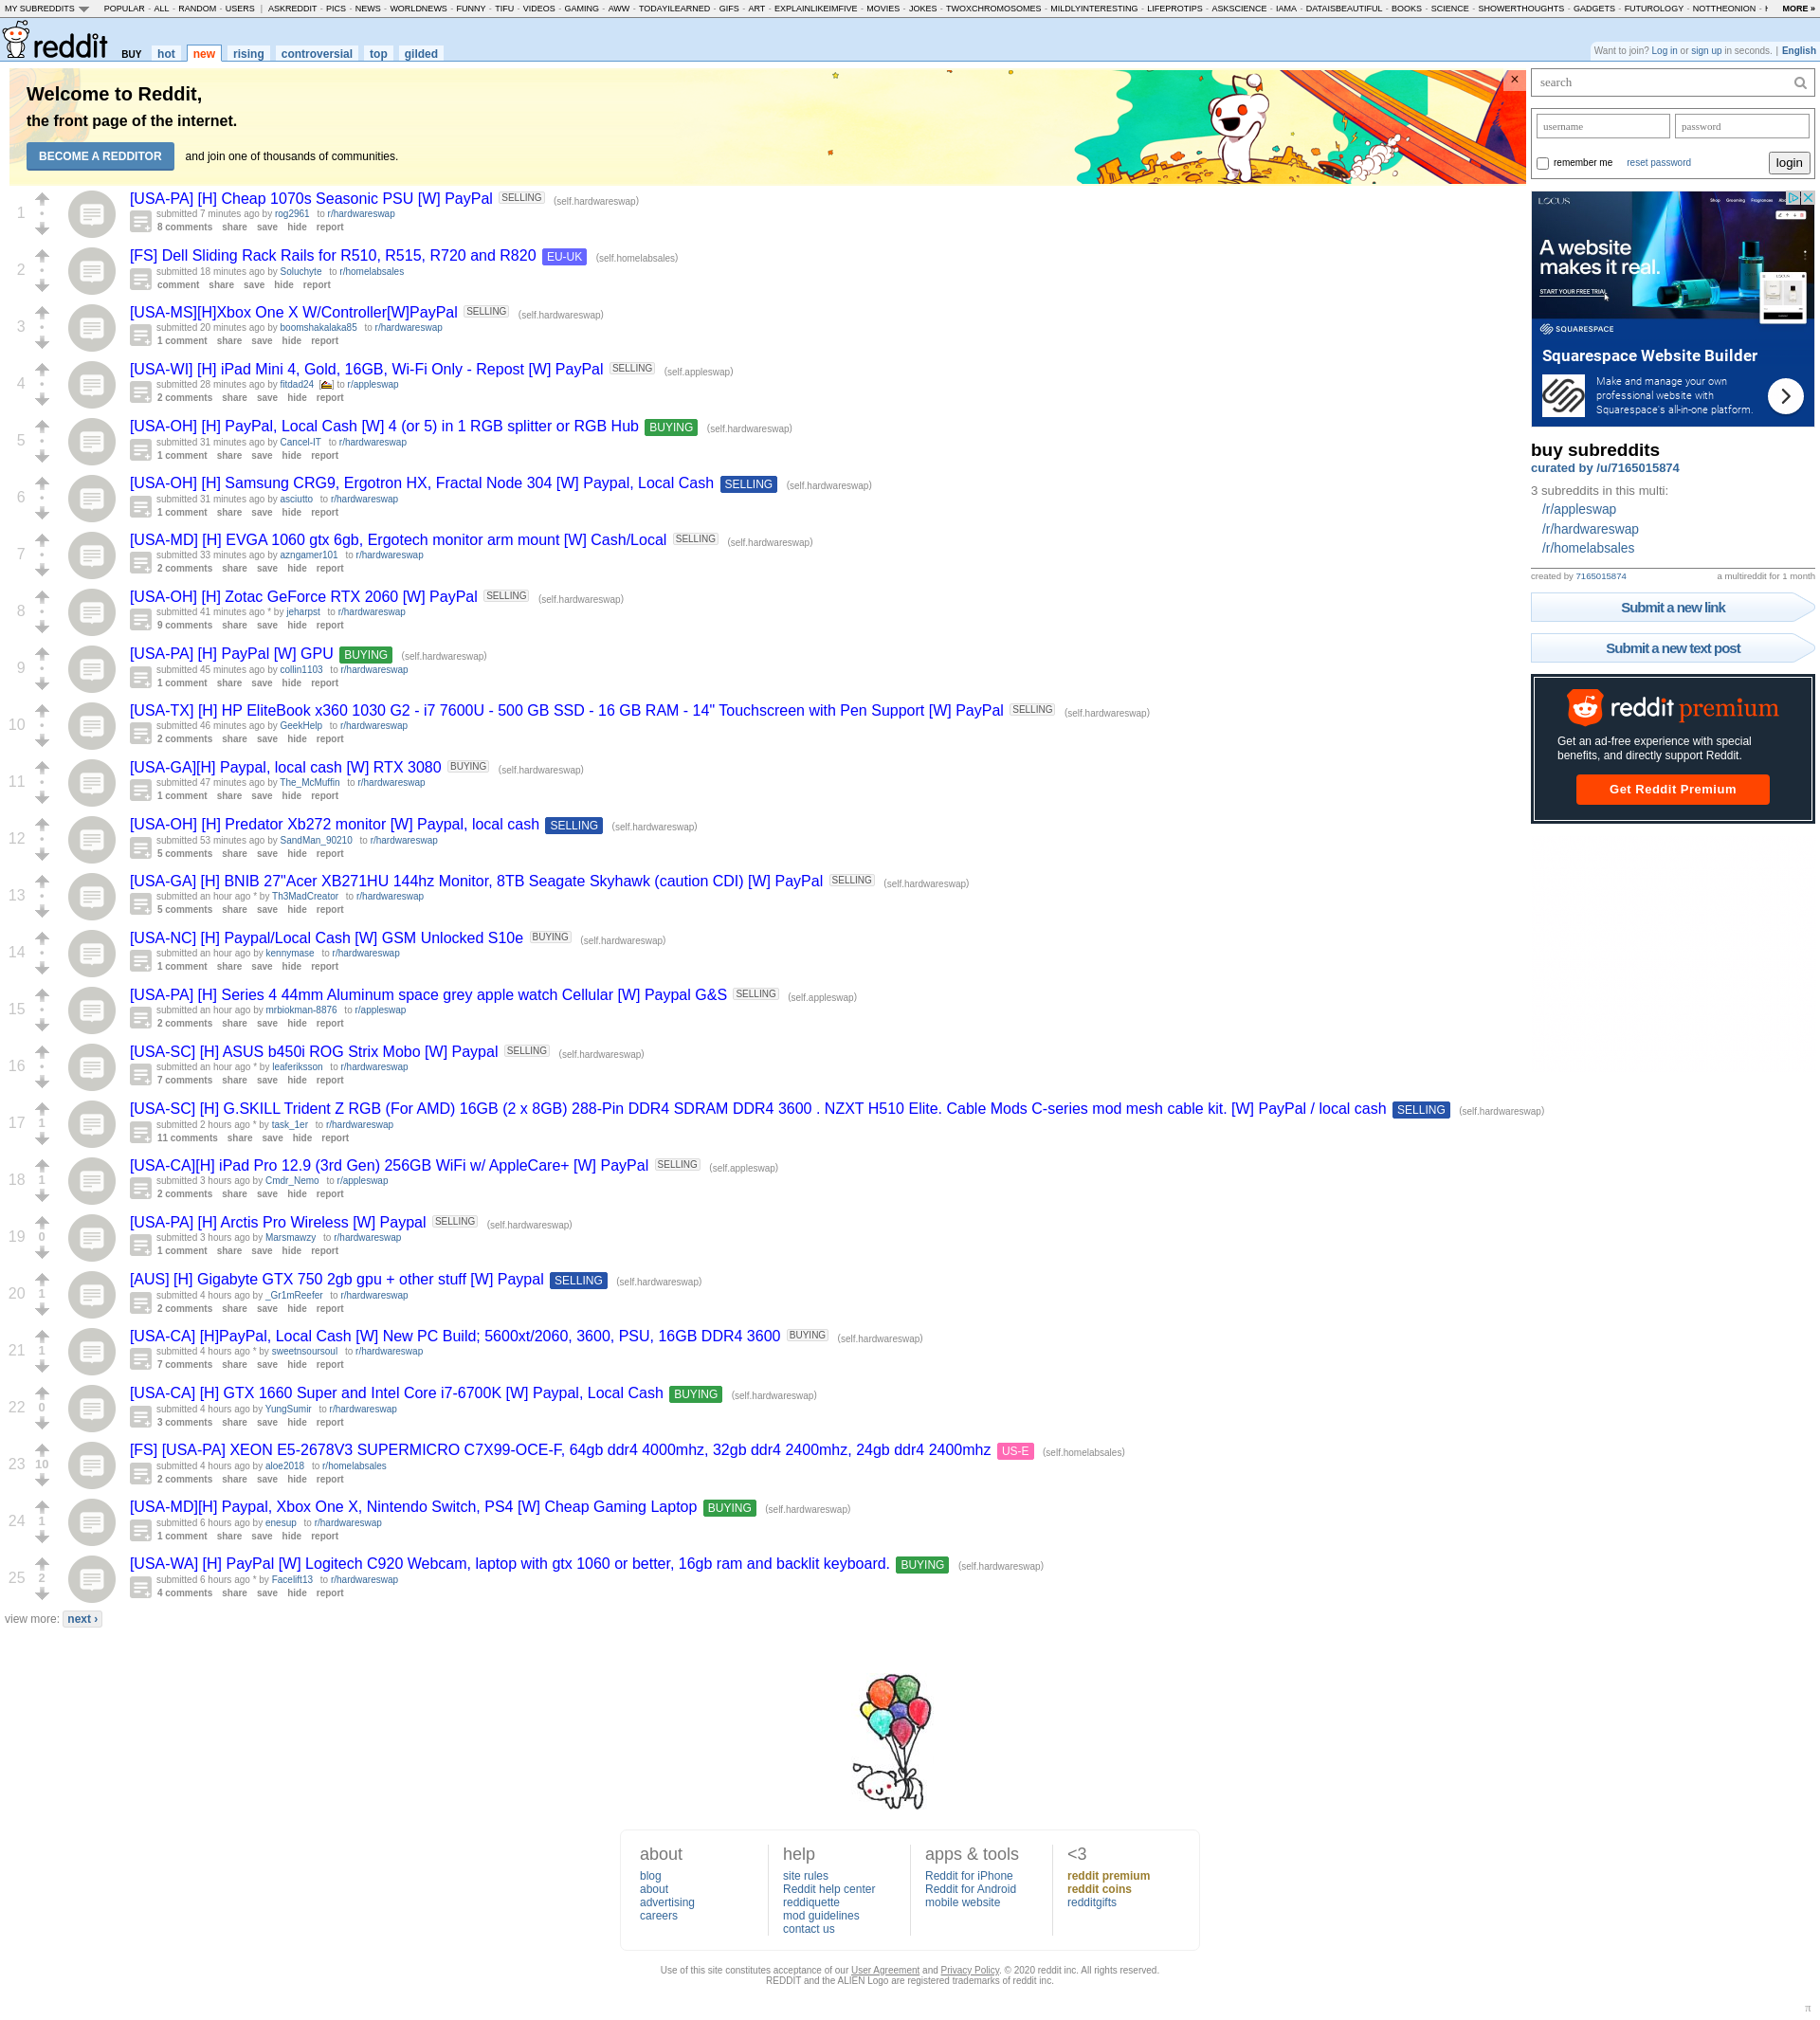 MY SUBREDDITS POPULAR - ALL - RANDOM - USERS | ASKREDDIT - PICS - NEWS - WORLDNEWS - FUNNY - TIFU - VIDEOS - GAMING - AWW - TODAYILEARNED - GIFS - ART - EXPLAINLIKEIMFIVE - MOVIES - JOKES - TWOXCHROMOSOMES - MILDLYINTERESTING - LIFEPROTIPS - ASKSCIENCE - IAMA - DATAISBEAUTIFUL - BOOKS - SCIENCE - SHOWERTHOUGHTS - GADGETS - FUTUROLOGY - NOTTHEONION - MORE »
reddit BUY hot new rising controversial top gilded
Want to join? Log in or sign up in seconds. | English
Welcome to Reddit,
the front page of the internet.
BECOME A REDDITOR and join one of thousands of communities.
×
1
[USA-PA] [H] Cheap 1070s Seasonic PSU [W] PayPal SELLING (self.hardwareswap)
submitted 7 minutes ago by rog2961 to r/hardwareswap
8 comments share save hide report
2
[FS] Dell Sliding Rack Rails for R510, R515, R720 and R820 EU-UK (self.homelabsales)
submitted 18 minutes ago by Soluchyte to r/homelabsales
comment share save hide report
3
[USA-MS][H]Xbox One X W/Controller[W]PayPal SELLING (self.hardwareswap)
submitted 20 minutes ago by boomshakalaka85 to r/hardwareswap
1 comment share save hide report
4
[USA-WI] [H] iPad Mini 4, Gold, 16GB, Wi-Fi Only - Repost [W] PayPal SELLING (self.appleswap)
submitted 28 minutes ago by fitdad24 [] to r/appleswap
2 comments share save hide report
5
[USA-OH] [H] PayPal, Local Cash [W] 4 (or 5) in 1 RGB splitter or RGB Hub BUYING (self.hardwareswap)
submitted 31 minutes ago by Cancel-IT to r/hardwareswap
1 comment share save hide report
6
[USA-OH] [H] Samsung CRG9, Ergotron HX, Fractal Node 304 [W] Paypal, Local Cash SELLING (self.hardwareswap)
submitted 31 minutes ago by asciutto to r/hardwareswap
1 comment share save hide report
7
[USA-MD] [H] EVGA 1060 gtx 6gb, Ergotech monitor arm mount [W] Cash/Local SELLING (self.hardwareswap)
submitted 33 minutes ago by azngamer101 to r/hardwareswap
2 comments share save hide report
8
[USA-OH] [H] Zotac GeForce RTX 2060 [W] PayPal SELLING (self.hardwareswap)
submitted 41 minutes ago * by jeharpst to r/hardwareswap
9 comments share save hide report
9
[USA-PA] [H] PayPal [W] GPU BUYING (self.hardwareswap)
submitted 45 minutes ago by collin1103 to r/hardwareswap
1 comment share save hide report
10
[USA-TX] [H] HP EliteBook x360 1030 G2 - i7 7600U - 500 GB SSD - 16 GB RAM - 14" Touchscreen with Pen Support [W] PayPal SELLING (self.hardwareswap)
submitted 46 minutes ago by GeekHelp to r/hardwareswap
2 comments share save hide report
11
[USA-GA][H] Paypal, local cash [W] RTX 3080 BUYING (self.hardwareswap)
submitted 47 minutes ago by The_McMuffin to r/hardwareswap
1 comment share save hide report
12
[USA-OH] [H] Predator Xb272 monitor [W] Paypal, local cash SELLING (self.hardwareswap)
submitted 53 minutes ago by SandMan_90210 to r/hardwareswap
5 comments share save hide report
13
[USA-GA] [H] BNIB 27"Acer XB271HU 144hz Monitor, 8TB Seagate Skyhawk (caution CDI) [W] PayPal SELLING (self.hardwareswap)
submitted an hour ago * by Th3MadCreator to r/hardwareswap
5 comments share save hide report
14
[USA-NC] [H] Paypal/Local Cash [W] GSM Unlocked S10e BUYING (self.hardwareswap)
submitted an hour ago by kennymase to r/hardwareswap
1 comment share save hide report
15
[USA-PA] [H] Series 4 44mm Aluminum space grey apple watch Cellular [W] Paypal G&S SELLING (self.appleswap)
submitted an hour ago by mrbiokman-8876 to r/appleswap
2 comments share save hide report
16
[USA-SC] [H] ASUS b450i ROG Strix Mobo [W] Paypal SELLING (self.hardwareswap)
submitted an hour ago * by leaferiksson to r/hardwareswap
7 comments share save hide report
17 1
[USA-SC] [H] G.SKILL Trident Z RGB (For AMD) 16GB (2 x 8GB) 288-Pin DDR4 SDRAM DDR4 3600 . NZXT H510 Elite. Cable Mods C-series mod mesh cable kit. [W] PayPal / local cash SELLING (self.hardwareswap)
submitted 2 hours ago * by task_1er to r/hardwareswap
11 comments share save hide report
18 1
[USA-CA][H] iPad Pro 12.9 (3rd Gen) 256GB WiFi w/ AppleCare+ [W] PayPal SELLING (self.appleswap)
submitted 3 hours ago by Cmdr_Nemo to r/appleswap
2 comments share save hide report
19 0
[USA-PA] [H] Arctis Pro Wireless [W] Paypal SELLING (self.hardwareswap)
submitted 3 hours ago by Marsmawzy to r/hardwareswap
1 comment share save hide report
20 1
[AUS] [H] Gigabyte GTX 750 2gb gpu + other stuff [W] Paypal SELLING (self.hardwareswap)
submitted 4 hours ago by _Gr1mReefer to r/hardwareswap
2 comments share save hide report
21 1
[USA-CA] [H]PayPal, Local Cash [W] New PC Build; 5600xt/2060, 3600, PSU, 16GB DDR4 3600 BUYING (self.hardwareswap)
submitted 4 hours ago * by sweetnsoursoul to r/hardwareswap
7 comments share save hide report
22 0
[USA-CA] [H] GTX 1660 Super and Intel Core i7-6700K [W] Paypal, Local Cash BUYING (self.hardwareswap)
submitted 4 hours ago by YungSumir to r/hardwareswap
3 comments share save hide report
23 10
[FS] [USA-PA] XEON E5-2678V3 SUPERMICRO C7X99-OCE-F, 64gb ddr4 4000mhz, 32gb ddr4 2400mhz, 24gb ddr4 2400mhz US-E (self.homelabsales)
submitted 4 hours ago by aloe2018 to r/homelabsales
2 comments share save hide report
24 1
[USA-MD][H] Paypal, Xbox One X, Nintendo Switch, PS4 [W] Cheap Gaming Laptop BUYING (self.hardwareswap)
submitted 6 hours ago by enesup to r/hardwareswap
1 comment share save hide report
25 2
[USA-WA] [H] PayPal [W] Logitech C920 Webcam, laptop with gtx 1060 or better, 16gb ram and backlit keyboard. BUYING (self.hardwareswap)
submitted 6 hours ago * by Facelift13 to r/hardwareswap
4 comments share save hide report
view more: next ›
search
username password
remember me reset password login
LOCUS Shop Grooming Fragrances
A website
makes it real.
START YOUR FREE TRIAL
SQUARESPACE
Squarespace Website Builder
Make and manage your own
professional website with
Squarespace's all-in-one platform.
buy subreddits
curated by /u/7165015874
3 subreddits in this multi:
/r/appleswap
/r/hardwareswap
/r/homelabsales
created by 7165015874 a multireddit for 1 month
Submit a new link
Submit a new text post
reddit premium
Get an ad-free experience with special
benefits, and directly support Reddit.
Get Reddit Premium
about
blog
about
advertising
careers
help
site rules
Reddit help center
reddiquette
mod guidelines
contact us
apps & tools
Reddit for iPhone
Reddit for Android
mobile website
<3
reddit premium
reddit coins
redditgifts
Use of this site constitutes acceptance of our User Agreement and Privacy Policy. © 2020 reddit inc. All rights reserved.
REDDIT and the ALIEN Logo are registered trademarks of reddit inc.
π